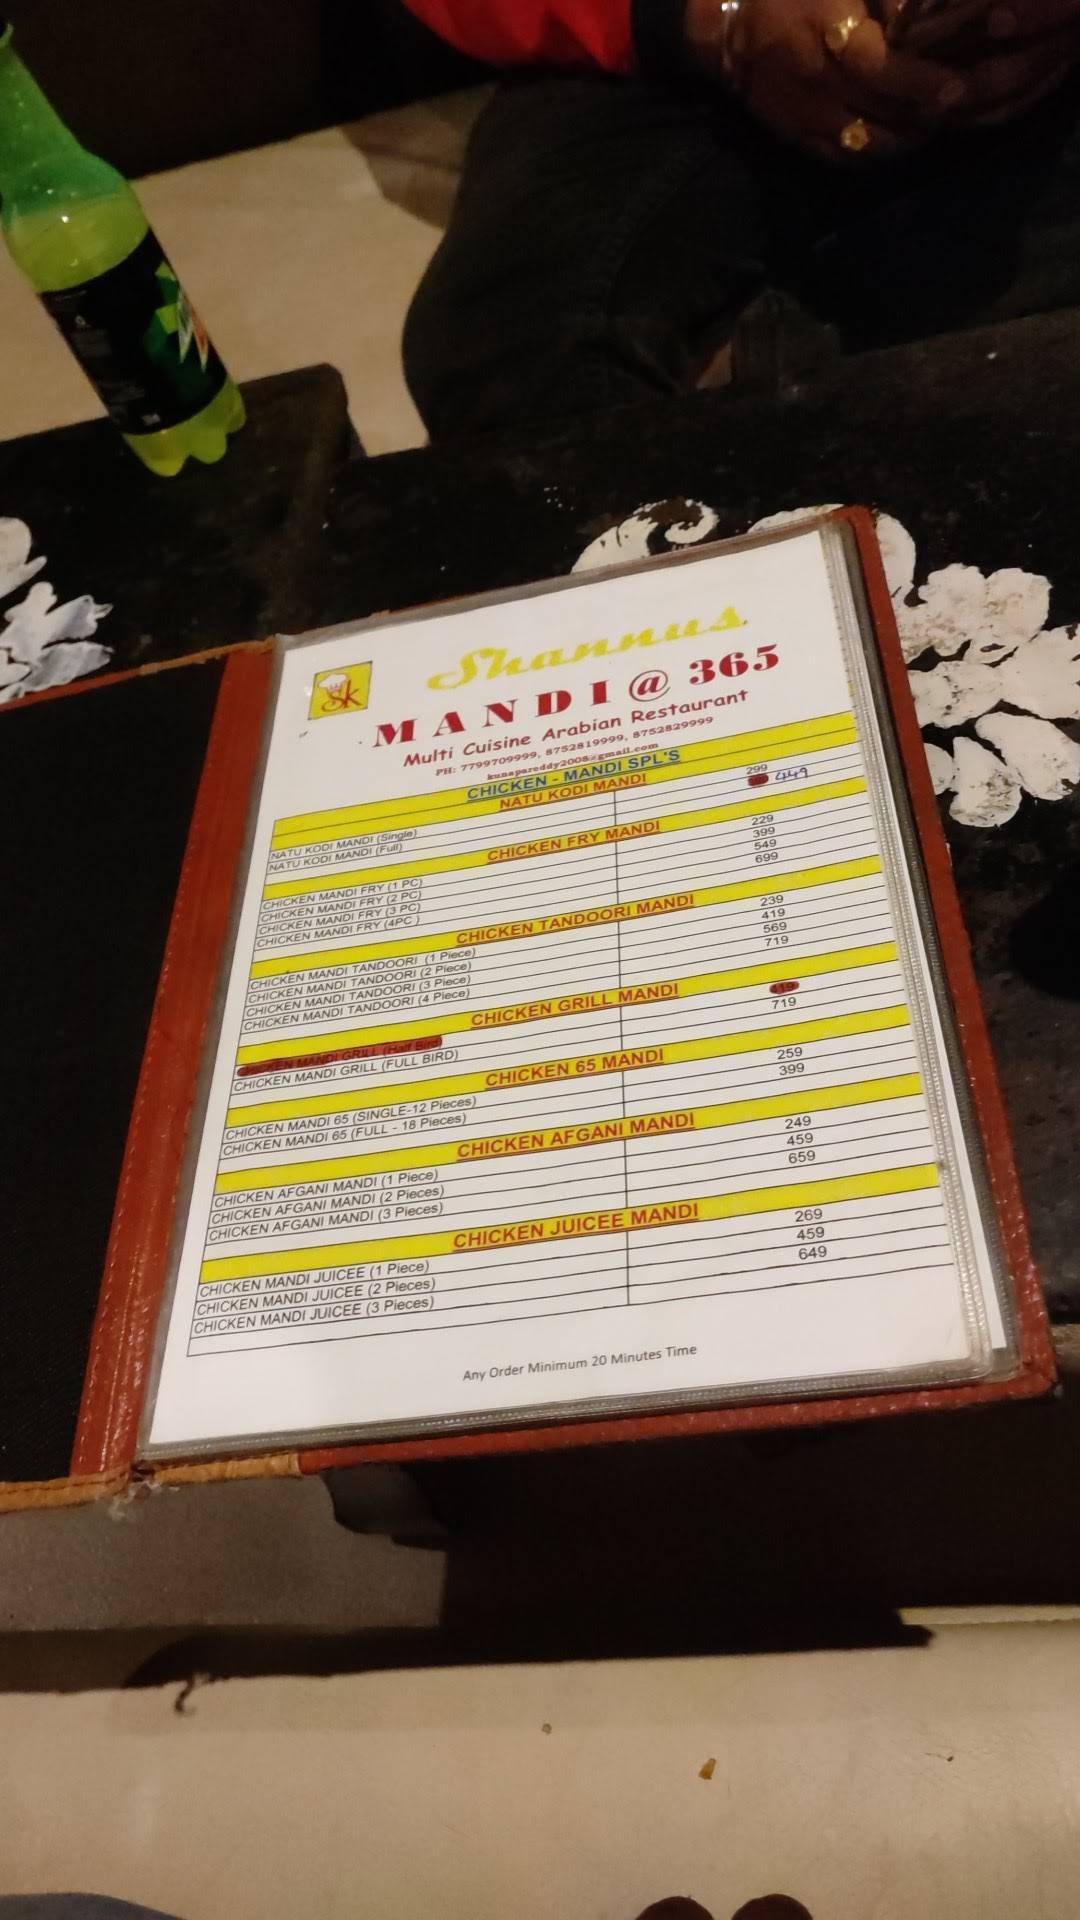 SK
Shannus
MANDI@365
Multi Cuisine Arabian Restaurant
PH: 7799709999, 8752819999, 8752829999
kunapareddy2008@gmail.com
CHICKEN - MANDI SPL'S
NATU KODI MANDI
NATU KODI MANDI (Single) 299
NATU KODI MANDI (Full) 449
CHICKEN FRY MANDI
CHICKEN MANDI FRY (1 PC) 229
CHICKEN MANDI FRY (2 PC) 399
CHICKEN MANDI FRY (3 PC) 549
CHICKEN MANDI FRY (4PC ) 699
CHICKEN TANDOORI MANDI
CHICKEN MANDI TANDOORI (1 Piece) 239
CHICKEN MANDI TANDOORI (2 Piece) 419
CHICKEN MANDI TANDOORI (3 Piece) 569
CHICKEN MANDI TANDOORI (4 Piece) 719
CHICKEN GRILL MANDI
CHICKEN MANDI GRILL (Half Bird) 419
CHICKEN MANDI GRILL (FULL BIRD) 719
CHICKEN 65 MANDI
CHICKEN MANDI 65 (SINGLE-12 Pieces) 259
CHICKEN MANDI 65 (FULL - 18 Pieces) 399
CHICKEN AFGANI MANDI
CHICKEN AFGANI MANDI (1 Piece) 249
CHICKEN AFGANI MANDI (2 Pieces) 459
CHICKEN AFGANI MANDI (3 Pieces) 659
CHICKEN JUICEE MANDI
CHICKEN MANDI JUICEE (1 Piece) 269
CHICKEN MANDI JUICEE (2 Pieces) 459
CHICKEN MANDI JUICEE (3 Pieces) 649
Any Order Minimum 20 Minutes Time